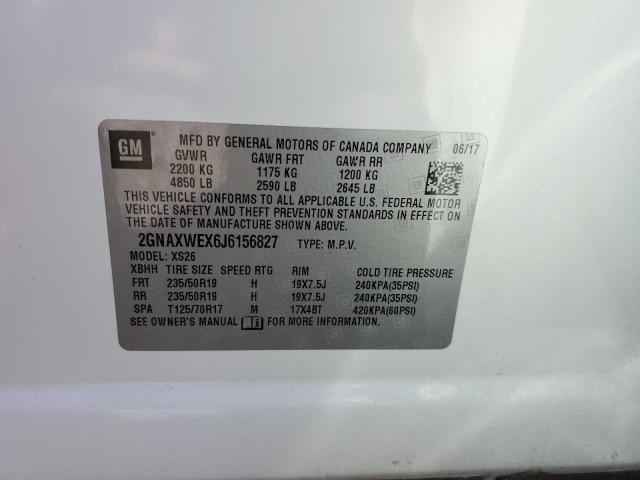 GM MFD BY GENERAL MOTORS OF CANADA COMPANY 06/17
GVWR GAWR FRT GAWR RR
2200 KG 1175 KG 1200 KG
4850 LB 2590 LB 2645 LB
THIS VEHICLE CONFORMS TO ALL APPLICABLE U.S. FEDERAL MOTOR
VEHICLE SAFETY AND THEFT PREVENTION STANDARDS IN EFFECT ON
THE DATE OF MANUFACTURE SHOWN ABOVE.
2GNAXWEX6J6156827 TYPE: M.P.V.
MODEL: XS26
XBHH TIRE SIZE SPEED RTG RIM COLD TIRE PRESSURE
FRT 235/50R19 H 19X7.5J 240KPA(35PSI)
RR 235/50R19 H 19X7.5J 240KPA(35PSI)
SPA T125/70R17 M 17X4BT 420KPA(60PSI)
SEE OWNER'S MANUAL FOR MORE INFORMATION